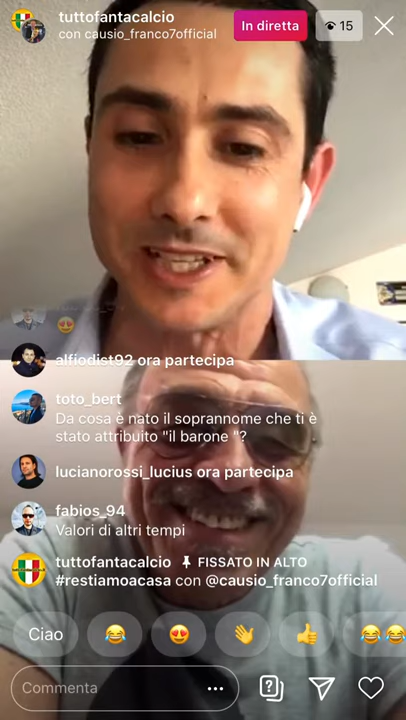 tuttofantacalcio
con causio_franco7official
In diretta
15
alfiodist92 ora partecipa
toto_bert
Da cosa è nato il soprannome che ti è
stato attribuito "il barone "?
lucianorossi_lucius ora partecipa
fabios_94
Valori di altri tempi
tuttofantacalcio FISSATO IN ALTO
#restiamoacasa con @causio_franco7official
Ciao
Commenta